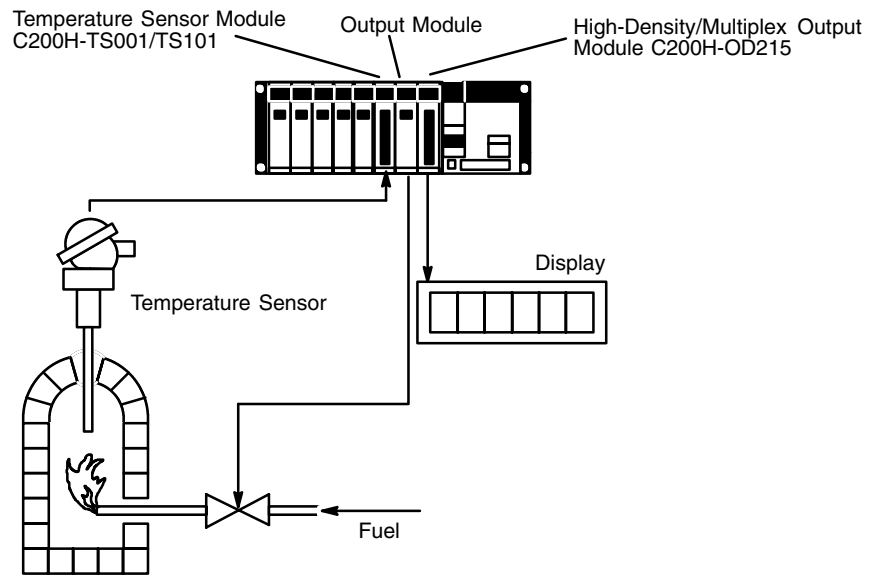 Temperature Sensor Module
C200H-TS001/TS101
Output Module
High-Density/Multiplex Output
Module C200H-OD215
Display
Temperature Sensor
Fuel